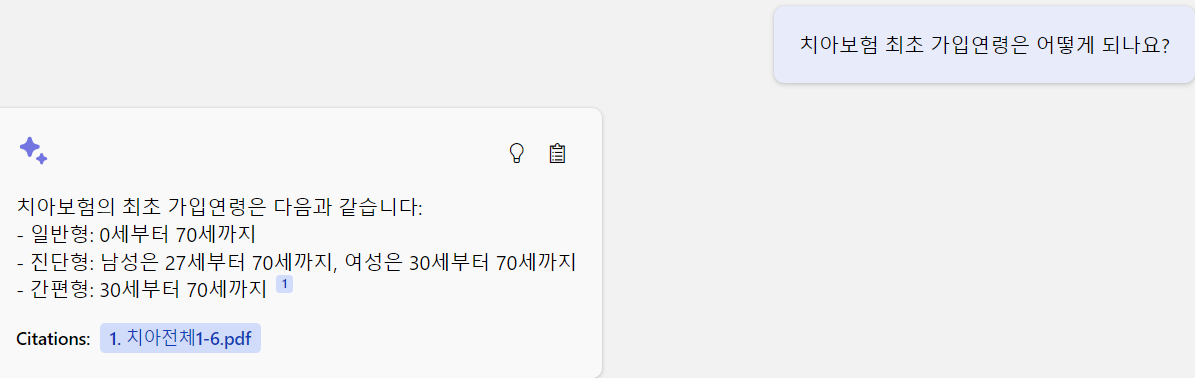 치아보험 최초 가입연령은 어떻게 되나요?
치아보험의 최초 가입연령은 다음과 같습니다:
- 일반형: 0세부터 70세까지
- 진단형: 남성은 27세부터 70세까지, 여성은 30세부터 70세까지
- 간편형: 30세부터 70세까지 1
Citations: 1. 치아전체1-6.pdf